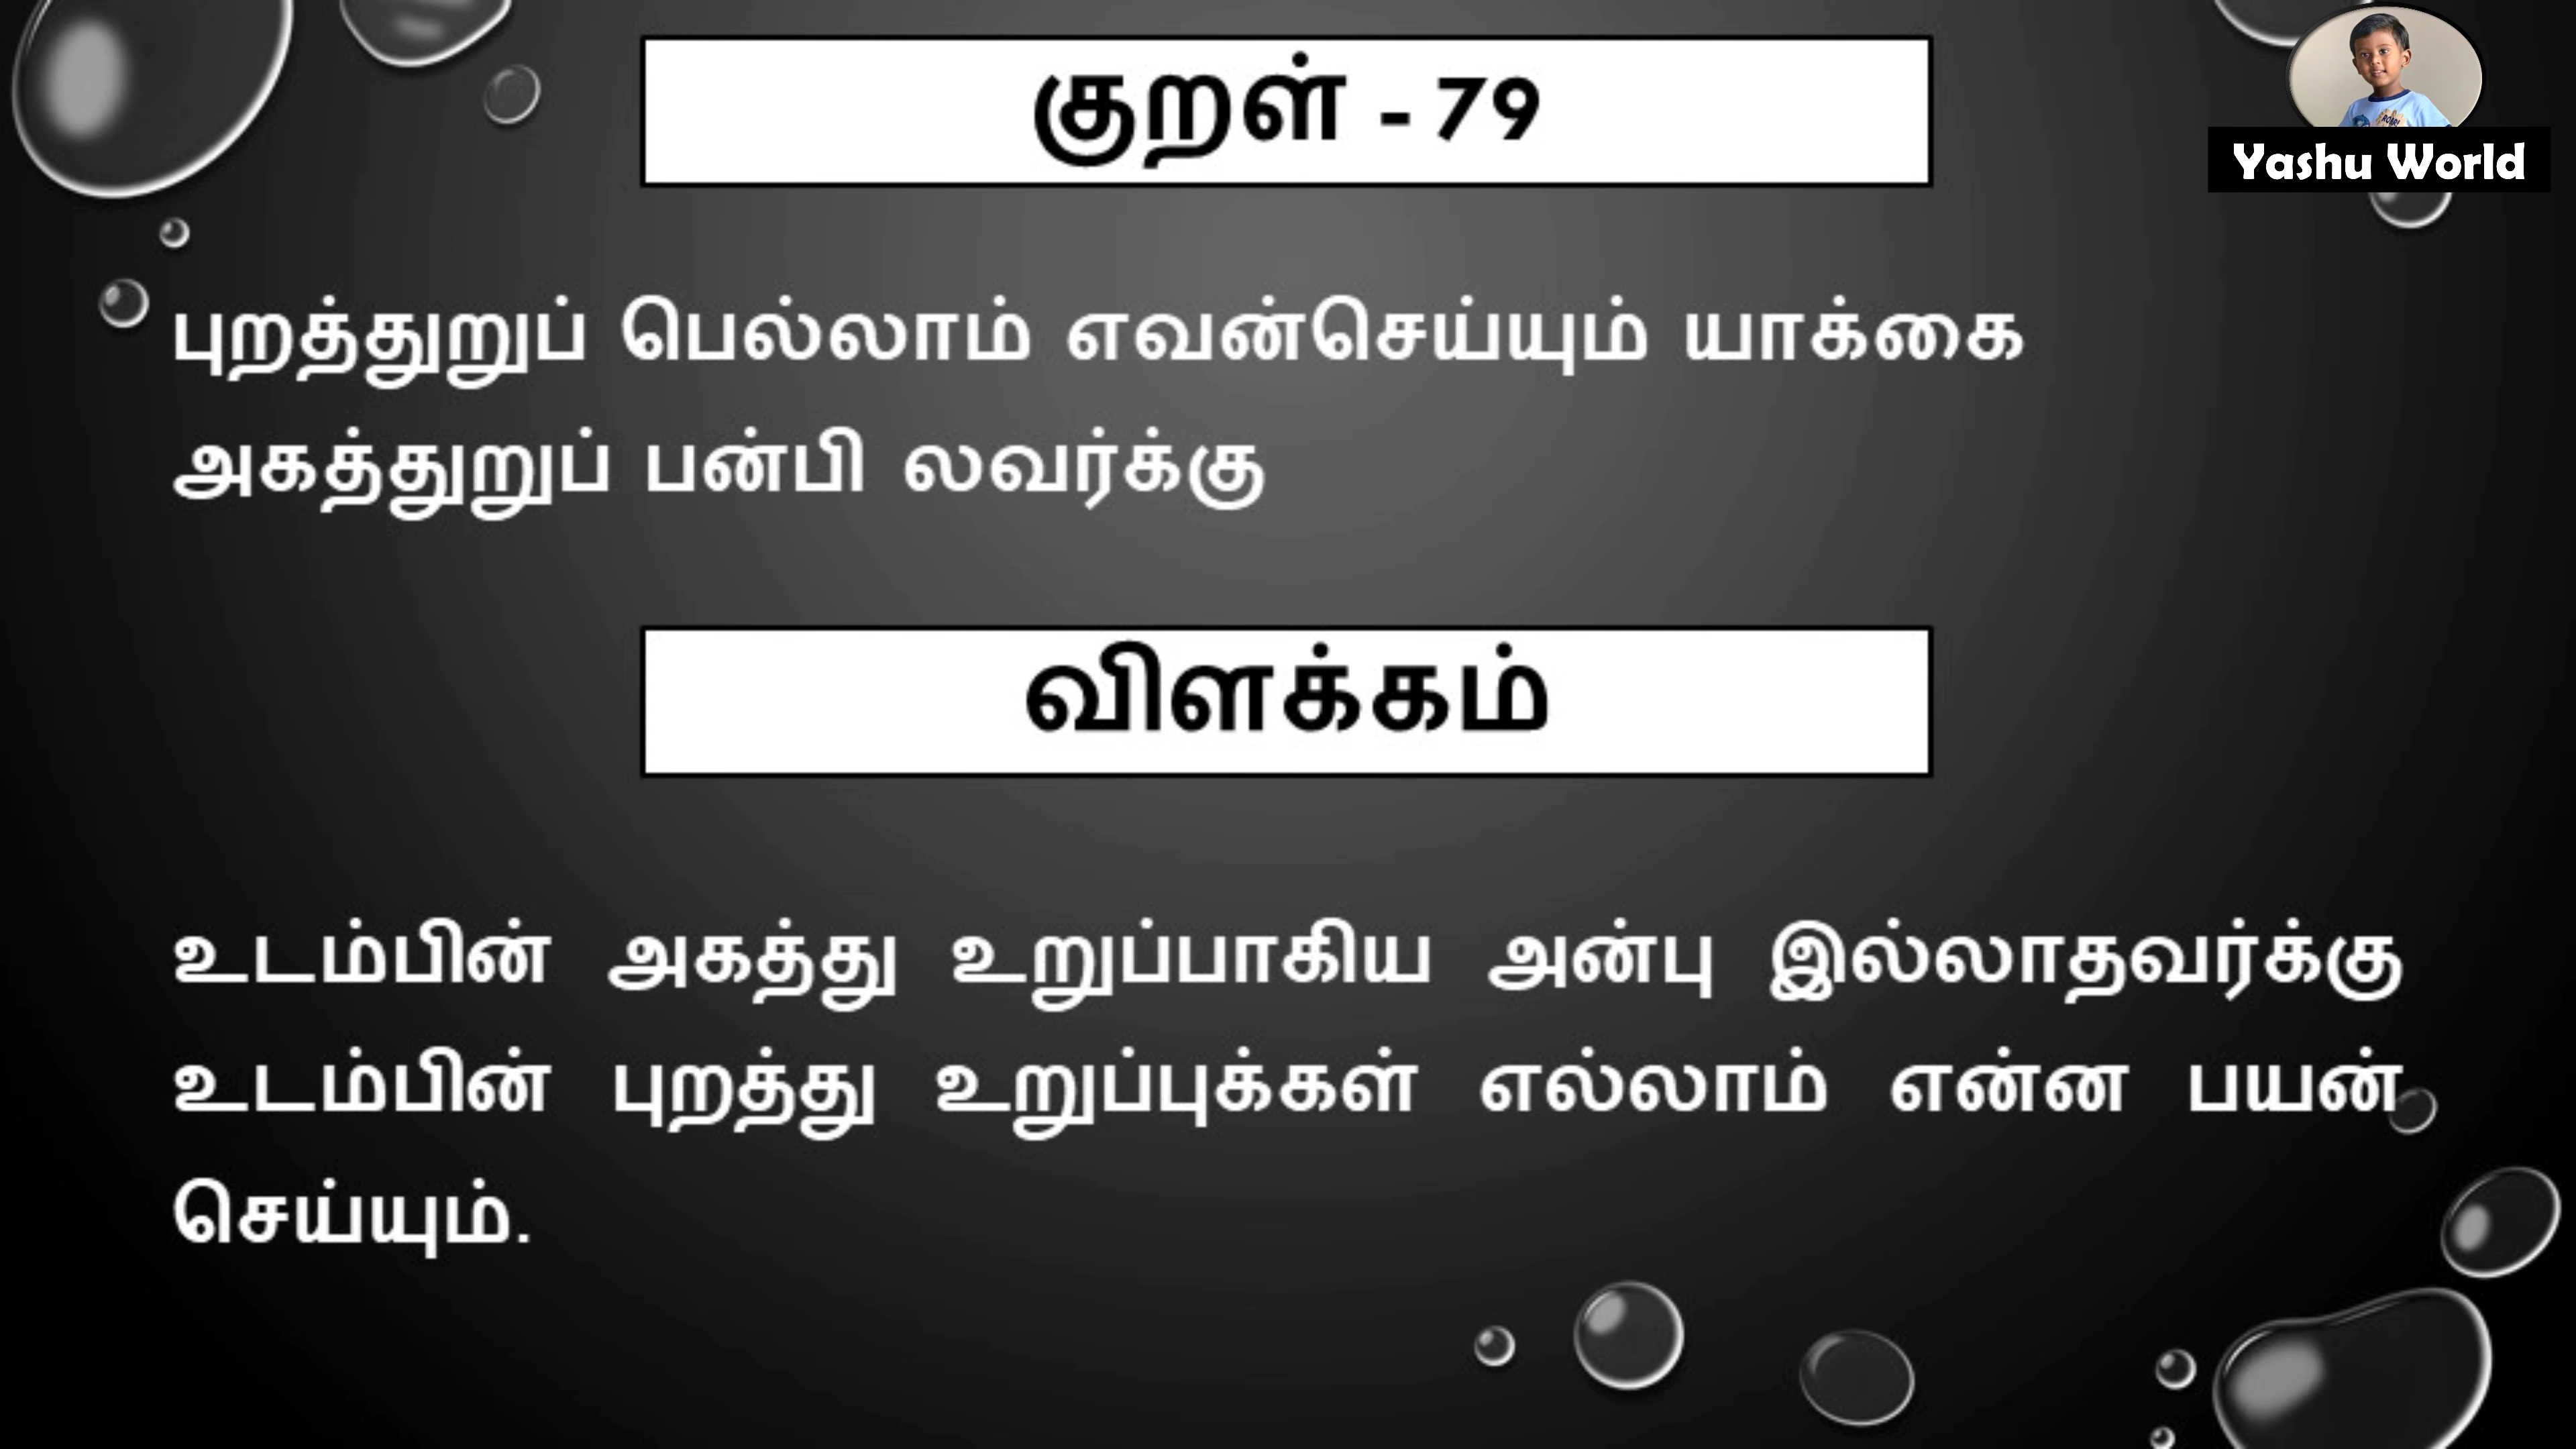 குறள் - 79
Yashu World
புறத்துறுப் பெல்லாம் எவன்செய்யும் யாக்கை
அகத்துறுப் பன்பி லவர்க்கு
விளக்கம்
உடம்பின் அகத்து உறுப்பாகிய அன்பு இல்லாதவர்க்கு
உடம்பின் புறத்து உறுப்புக்கள் எல்லாம் என்ன பயன்
செய்யும்.